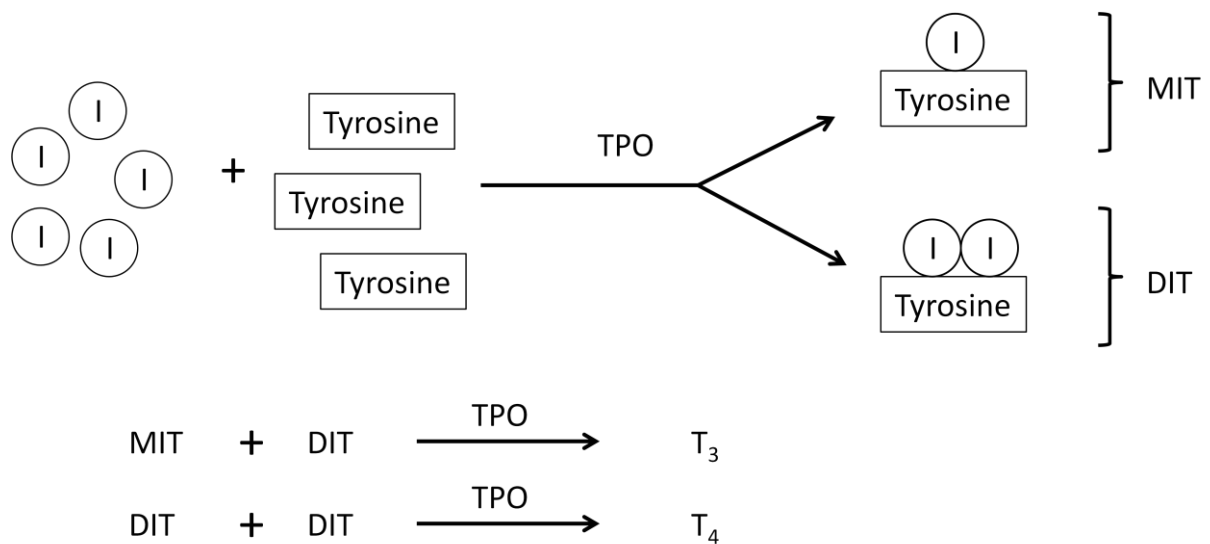 I
I
I
I
I
+
Tyrosine
Tyrosine
Tyrosine
TPO
I
Tyrosine
MIT
I I
Tyrosine
DIT
MIT + DIT TPO T₃
DIT + DIT TPO T₄